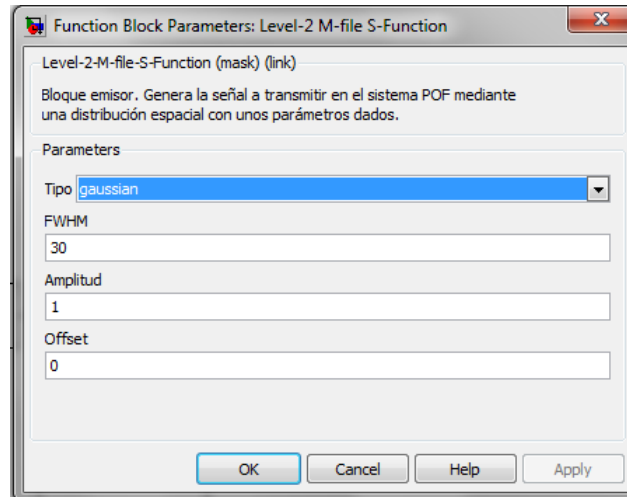 Function Block Parameters: Level-2 M-file S-Function
Level-2-M-file-S-Function (mask) (link)
Bloque emisor. Genera la señal a transmitir en el sistema POF mediante
una distribución espacial con unos parámetros dados.
Parameters
Tipo gaussian
FWHM
30
Amplitud
1
Offset
0
OK Cancel Help Apply